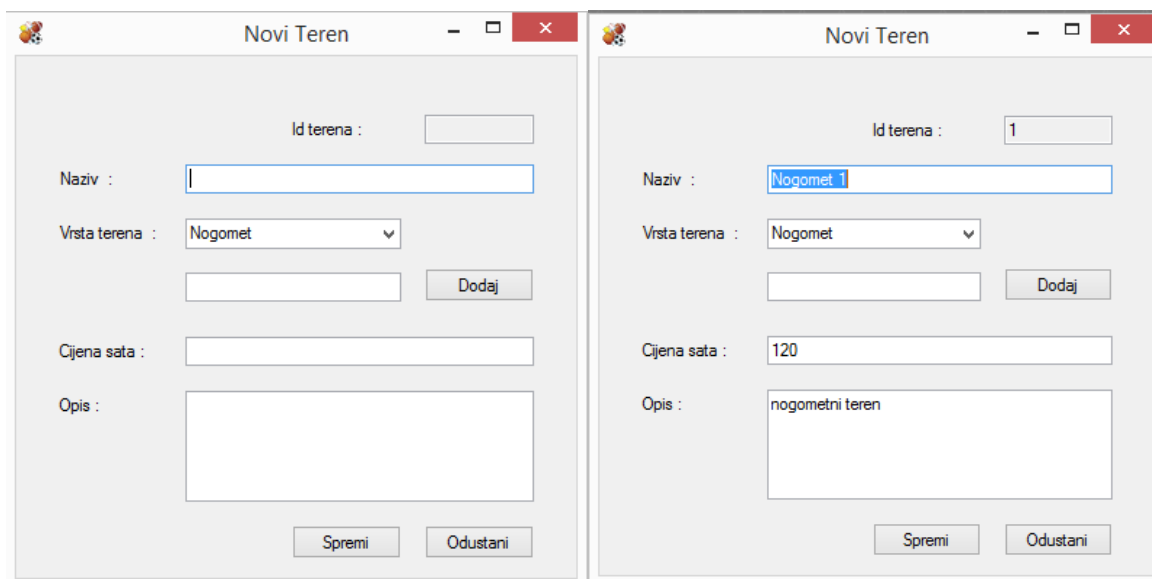 Novi Teren
Id terena :
Naziv :
Vrsta terena : Nogomet
Dodaj
Cijena sata :
Opis :
Spremi Odustani
Novi Teren
Id terena : 1
Naziv : Nogomet 1
Vrsta terena : Nogomet
Dodaj
Cijena sata : 120
Opis : nogometni teren
Spremi Odustani